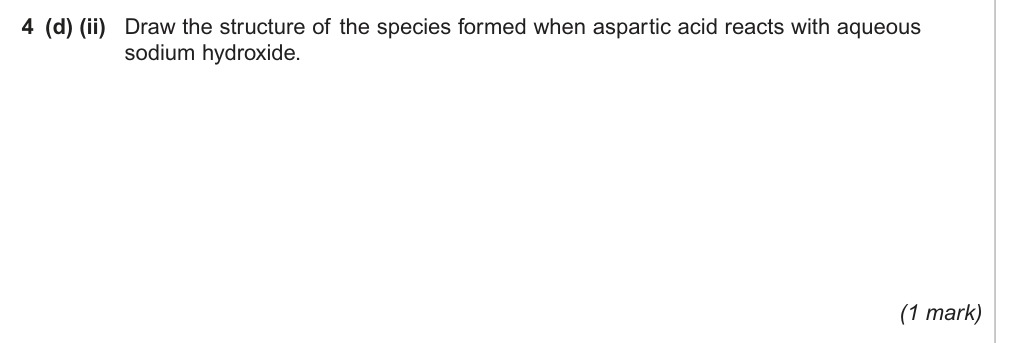 4 (d) (ii) Draw the structure of the species formed when aspartic acid reacts with aqueous
sodium hydroxide.
(1 mark)